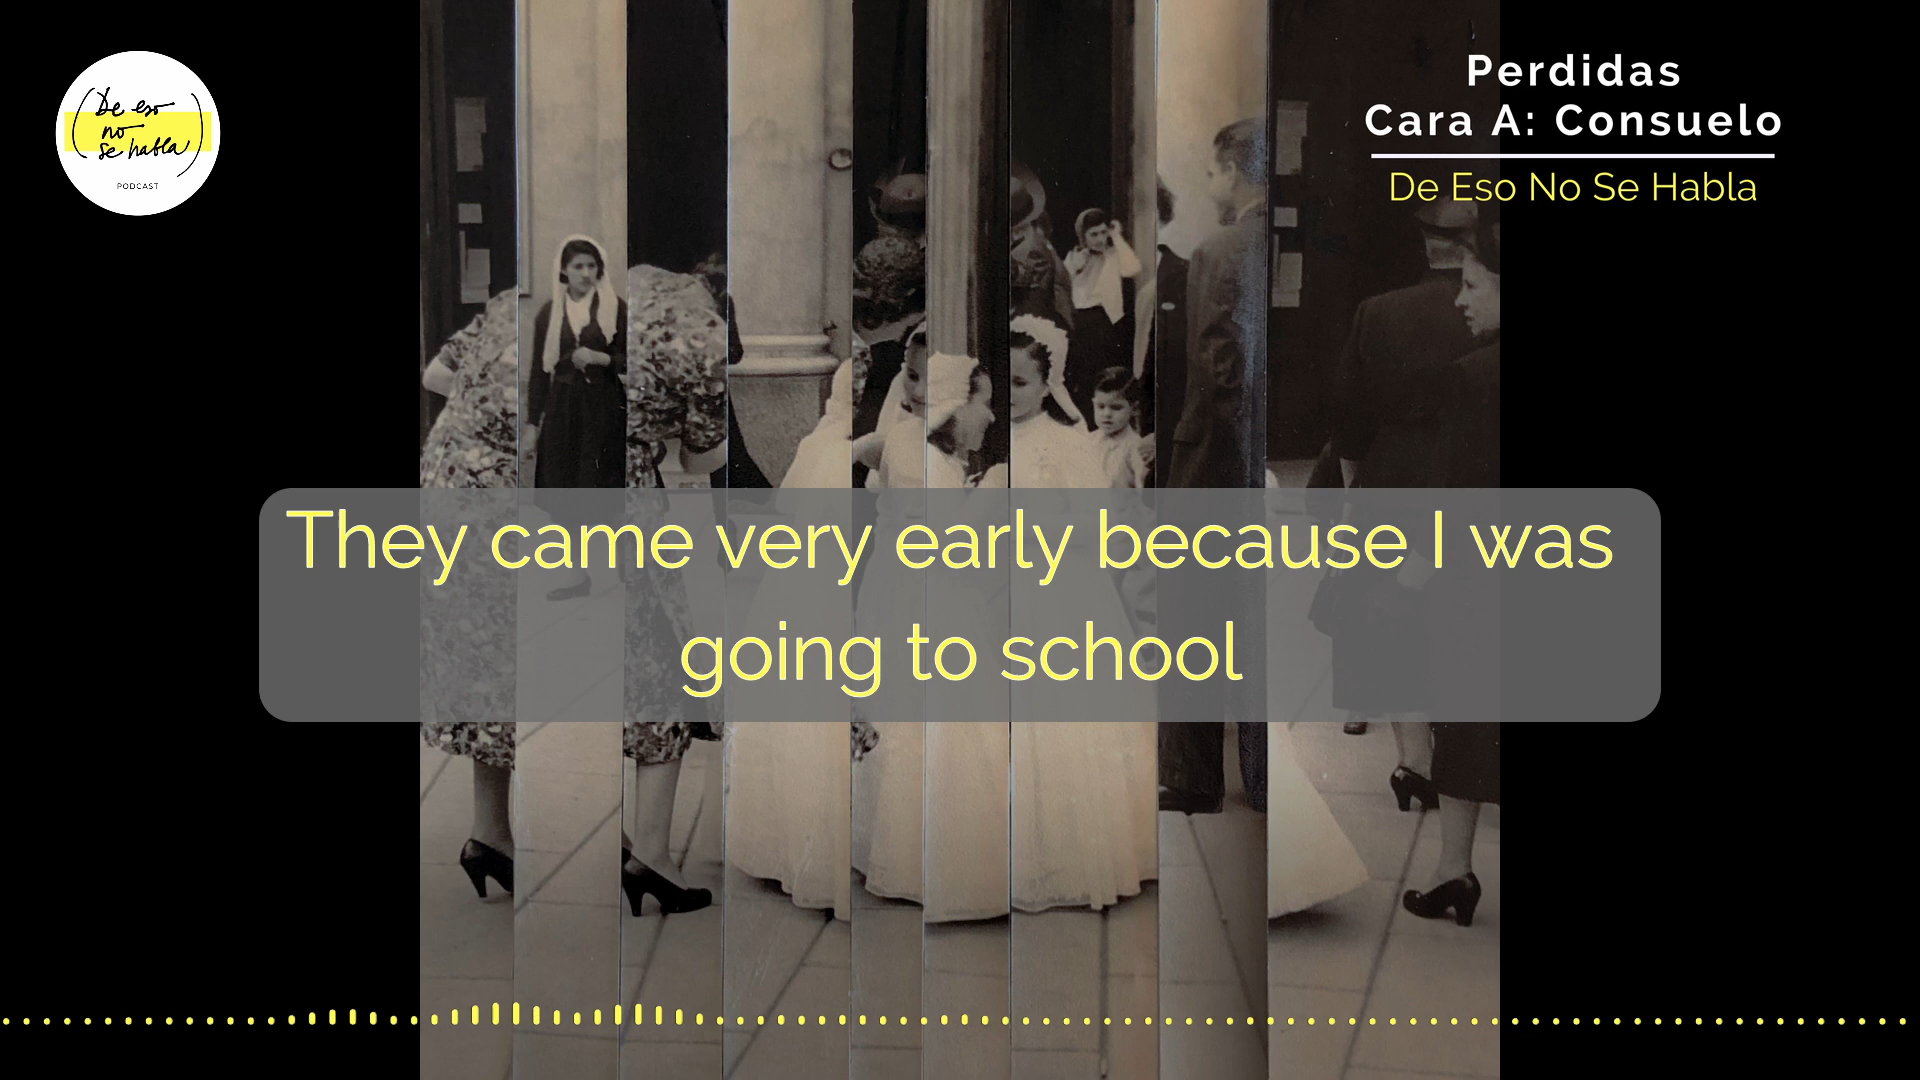 De eso
no
se habla
PODCAST
Perdidas
Cara A: Consuelo
De Eso No Se Habla
They came very early because I was
going to school